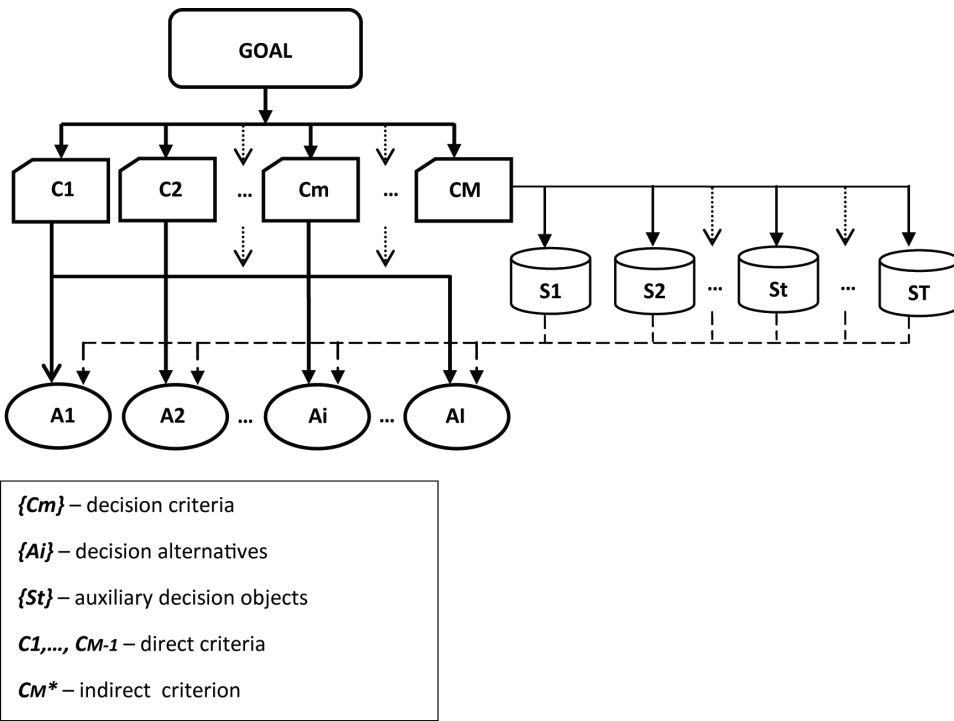 GOAL
C1 C2 ... Cm ... CM
S1 S2 ... St ... ST
A1 A2 ... Ai ... AI
{Cm} – decision criteria
{Ai} – decision alternatives
{St} – auxiliary decision objects
C1,..., CM-1 – direct criteria
CM* – indirect criterion